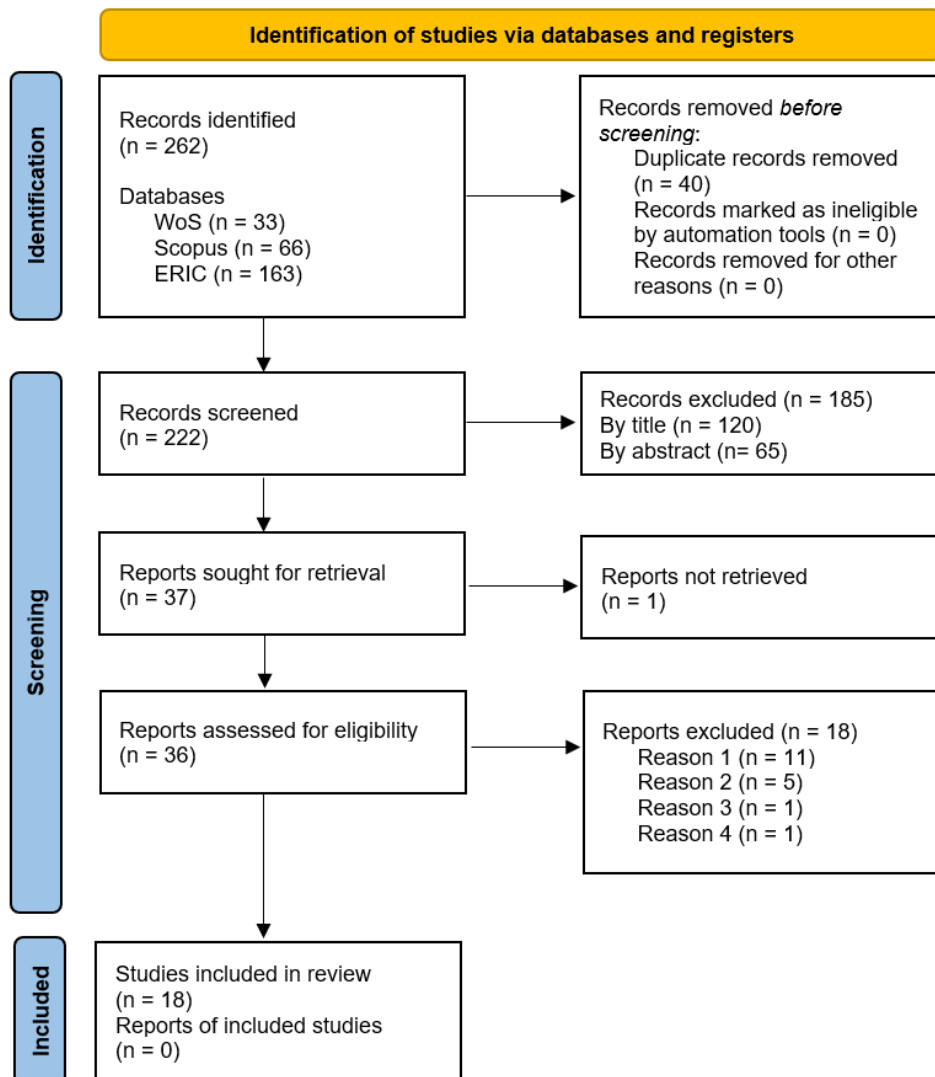 Identification of studies via databases and registers
Identification
Records identified
(n = 262)
Databases
WoS (n = 33)
Scopus (n = 66)
ERIC (n = 163)
Records removed before
screening:
Duplicate records removed
(n = 40)
Records marked as ineligible
by automation tools (n = 0)
Records removed for other
reasons (n = 0)
Screening
Records screened
(n = 222)
Records excluded (n = 185)
By title (n = 120)
By abstract (n= 65)
Reports sought for retrieval
(n = 37)
Reports not retrieved
(n = 1)
Reports assessed for eligibility
(n = 36)
Reports excluded (n = 18)
Reason 1 (n = 11)
Reason 2 (n = 5)
Reason 3 (n = 1)
Reason 4 (n = 1)
Included
Studies included in review
(n = 18)
Reports of included studies
(n = 0)